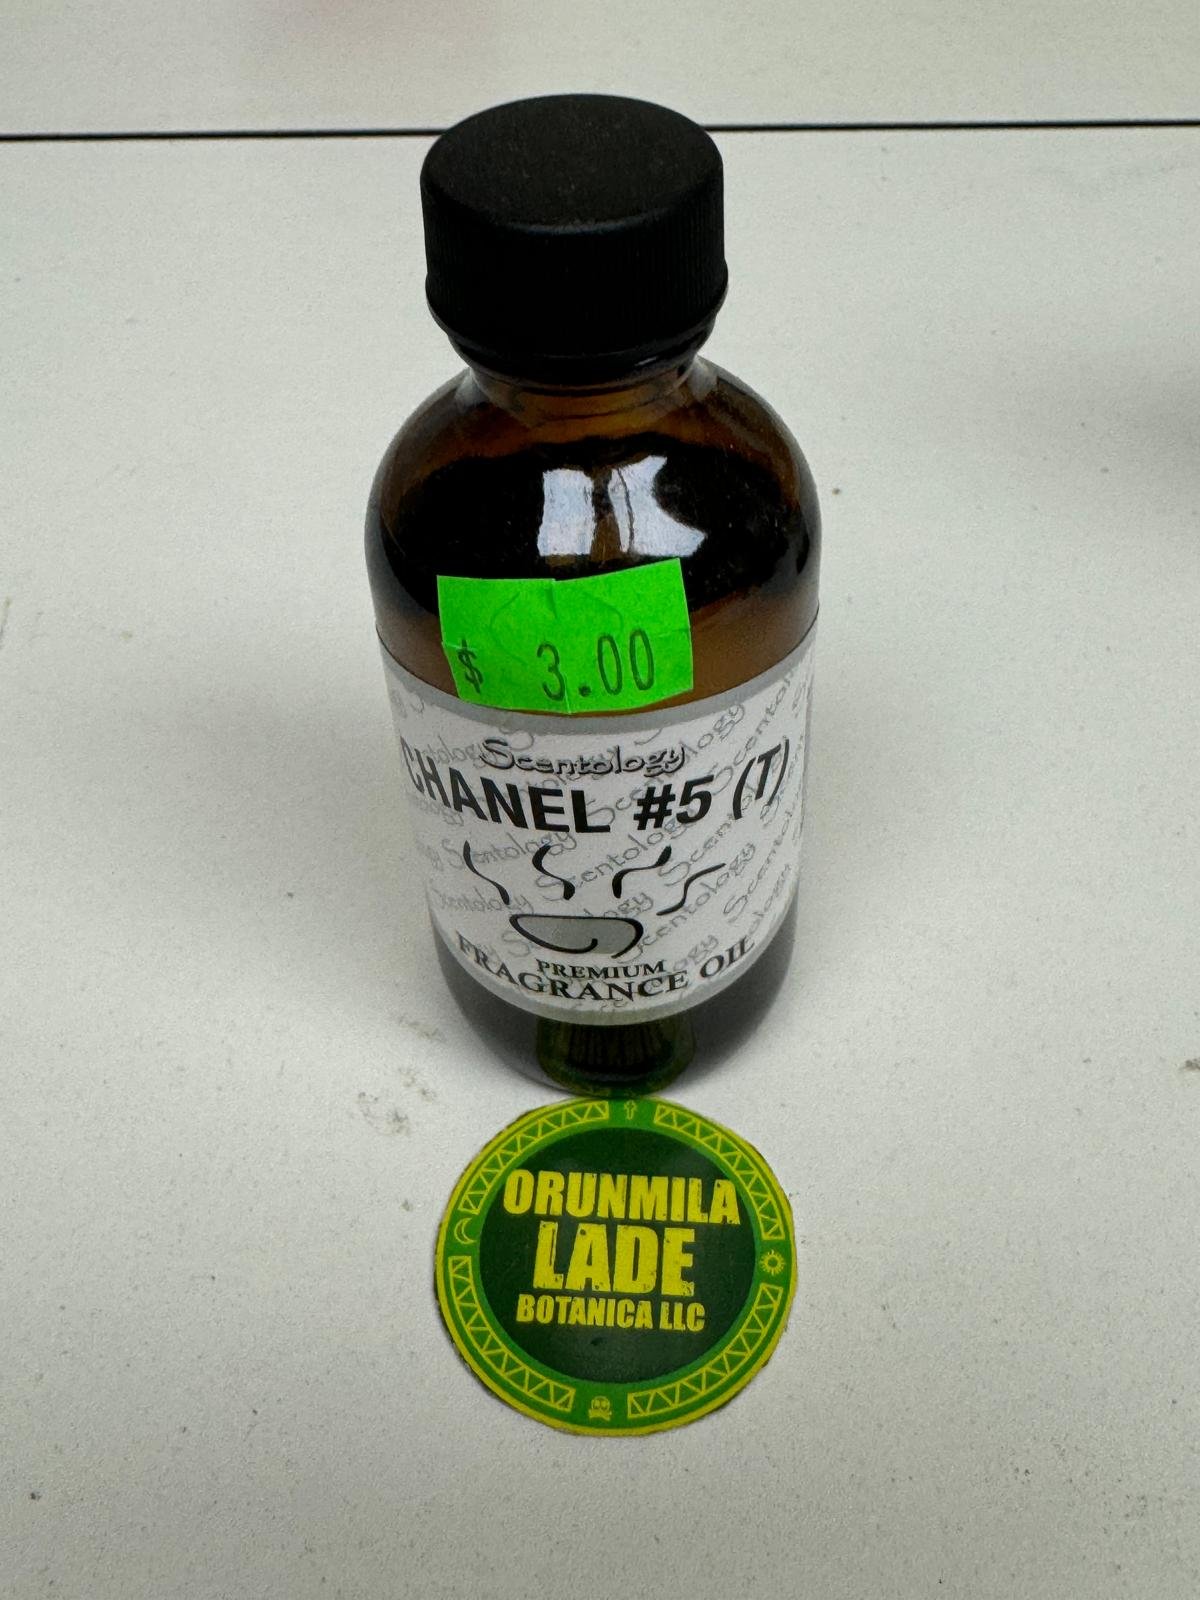 $ 3.00
Scentology
CHANEL #5 (T)
PREMIUM
FRAGRANCE OIL
ORUNMILA
LADE
BOTANICA LLC